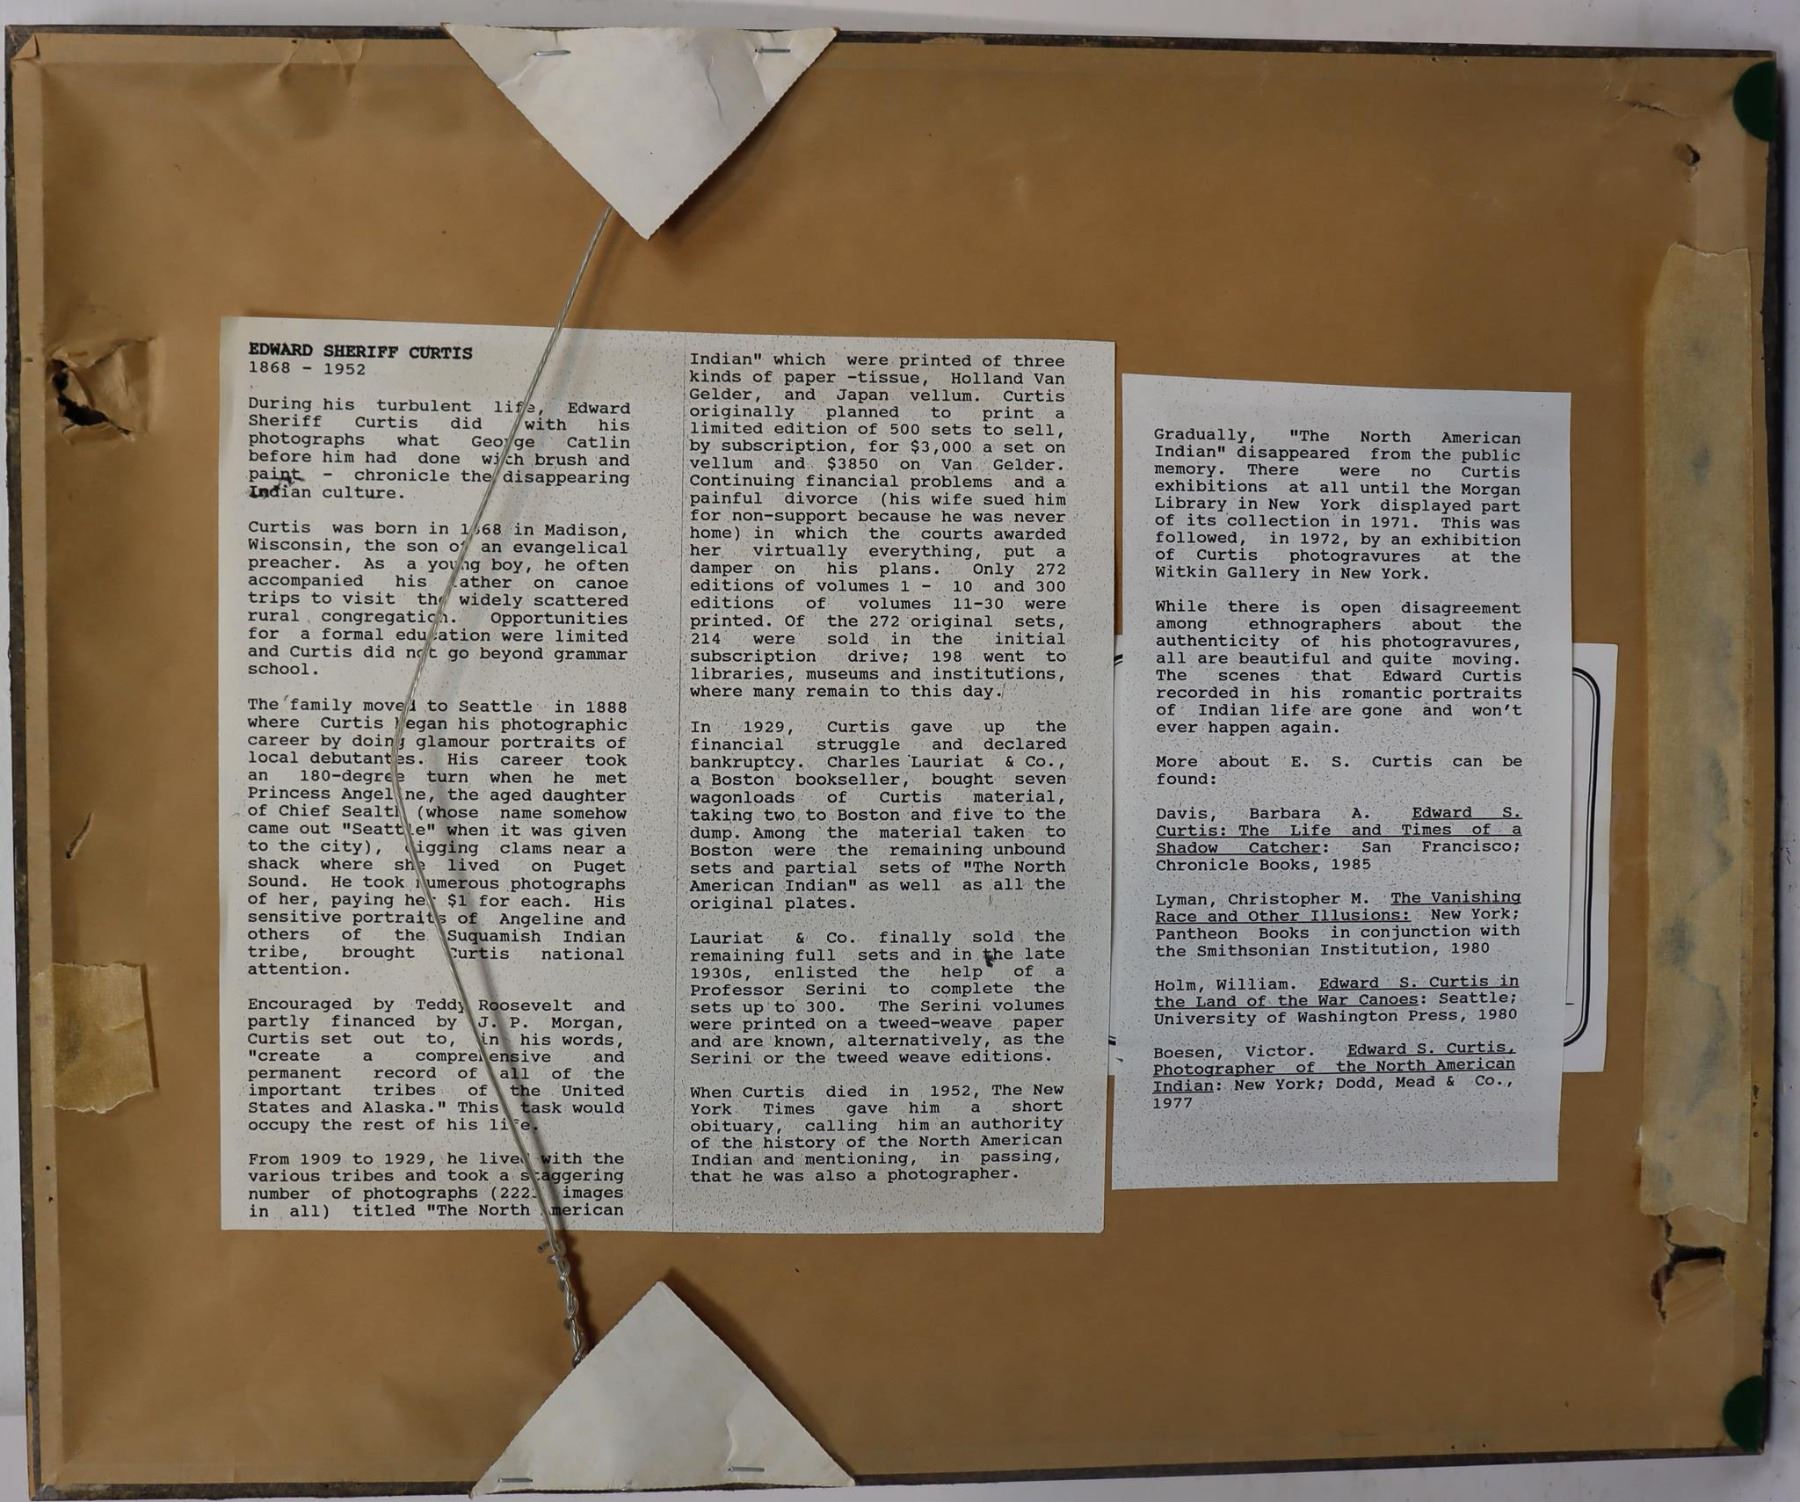 EDWARD SHERIFF CURTIS
1868 - 1952
During his turbulent life, Edward
Sheriff Curtis did with his
photographs what George Catlin
before him had done with brush and
paint - chronicle the disappearing
Indian culture.
Curtis was born in 1868 in Madison,
Wisconsin, the son of an evangelical
preacher. As a young boy, he often
accompanied his father on canoe
trips to visit the widely scattered
rural congregation. Opportunities
for a formal education were limited
and Curtis did not go beyond grammar
school.
The family moved to Seattle in 1888
where Curtis began his photographic
career by doing glamour portraits of
local debutantes. His career took
an 180-degree turn when he met
Princess Angeline, the aged daughter
of Chief Sealth (whose name somehow
came out "Seattle" when it was given
to the city), digging clams near a
shack where she lived on Puget
Sound. He took numerous photographs
of her, paying her $1 for each. His
sensitive portraits of Angeline and
others of the Suquamish Indian
tribe, brought Curtis national
attention.
Encouraged by Teddy Roosevelt and
partly financed by J. P. Morgan,
Curtis set out to, in his words,
"create a comprehensive and
permanent record of all of the
important tribes of the United
States and Alaska." This task would
occupy the rest of his life.
From 1909 to 1929, he lived with the
various tribes and took a staggering
number of photographs images
in all) titled "The North American
Indian" which were printed of three
kinds of paper -tissue, Holland Van
Gelder, and Japan vellum. Curtis
originally planned to print a
limited edition of 500 sets to sell,
by subscription, for $3,000 a set on
vellum and $3850 on Van Gelder.
Continuing financial problems and a
painful divorce (his wife sued him
for non-support because he was never
home) in which the courts awarded
her virtually everything, put a
damper on his plans. Only 272
editions of volumes 1 - 10 and 300
editions of volumes 11-30 were
printed. Of the 272 original sets,
214 were sold in the initial
subscription drive; 198 went to
libraries, museums and institutions,
where many remain to this day.
In 1929, Curtis gave up the
financial struggle and declared
bankruptcy. Charles Lauriat & Co.,
a Boston bookseller, bought seven
wagonloads of Curtis material,
taking two to Boston and five to the
dump. Among the material taken to
Boston were the remaining unbound
sets and partial sets of "The North
American Indian" as well as all the
original plates.
Lauriat & Co. finally sold the
remaining full sets and in the late
1930s, enlisted the help of a
Professor Serini to complete the
sets up to 300. The Serini volumes
were printed on a tweed-weave paper
and are known, alternatively, as the
Serini or the tweed weave editions.
When Curtis died in 1952, The New
York Times gave him a short
obituary, calling him an authority
of the history of the North American
Indian and mentioning, in passing,
that he was also a photographer.
Gradually, "The North American
Indian" disappeared from the public
memory. There were no Curtis
exhibitions at all until the Morgan
Library in New York displayed part
of its collection in 1971. This was
followed, in 1972, by an exhibition
of Curtis photogravures at the
Witkin Gallery in New York.
While there is open disagreement
among ethnographers about the
authenticity of his photogravures,
all are beautiful and quite moving.
The scenes that Edward Curtis
recorded in his romantic portraits
of Indian life are gone and won't
ever happen again.
More about E. S. Curtis can be
found:
Davis, Barbara A. Edward S.
Curtis: The Life and Times of a
Shadow Catcher: San Francisco;
Chronicle Books, 1985
Lyman, Christopher M. The Vanishing
Race and Other Illusions: New York;
Pantheon Books in conjunction with
the Smithsonian Institution, 1980
Holm, William. Edward S. Curtis in
the Land of the War Canoes: Seattle;
University of Washington Press, 1980
Boesen, Victor. Edward S. Curtis,
Photographer of the North American
Indian: New York; Dodd, Mead & Co.,
1977